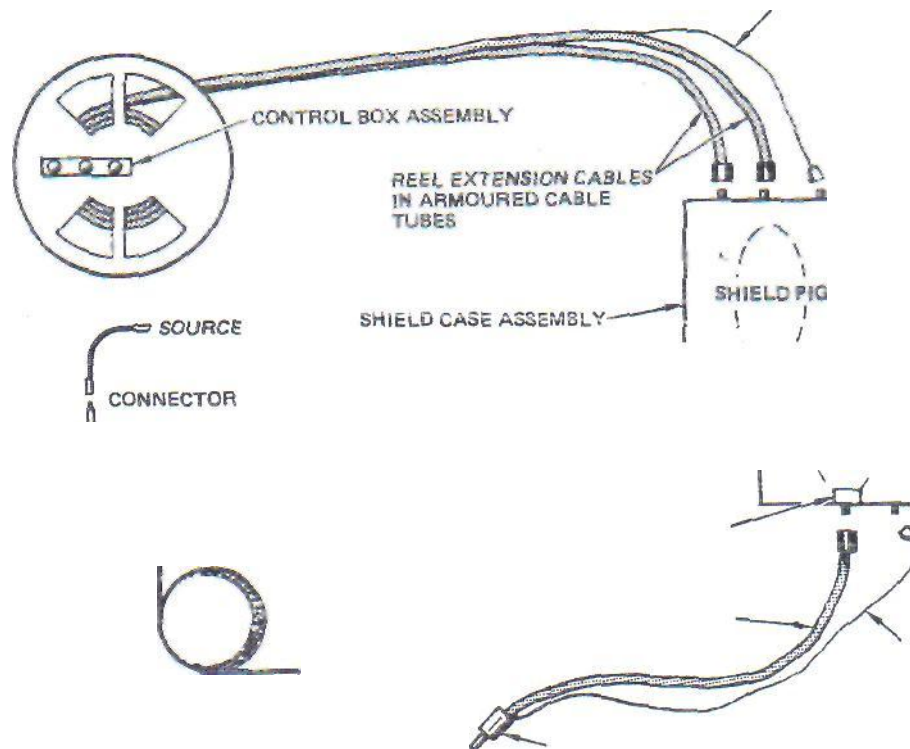 CONTROL BOX ASSEMBLY
REEL EXTENSION CABLES
IN ARMOURED CABLE
TUBES
SHIELD PIG
SHIELD CASE ASSEMBLY
SOURCE
CONNECTOR